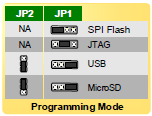 JP2 JP1
NA SPI Flash
NA JTAG
USB
MicroSD
Programming Mode